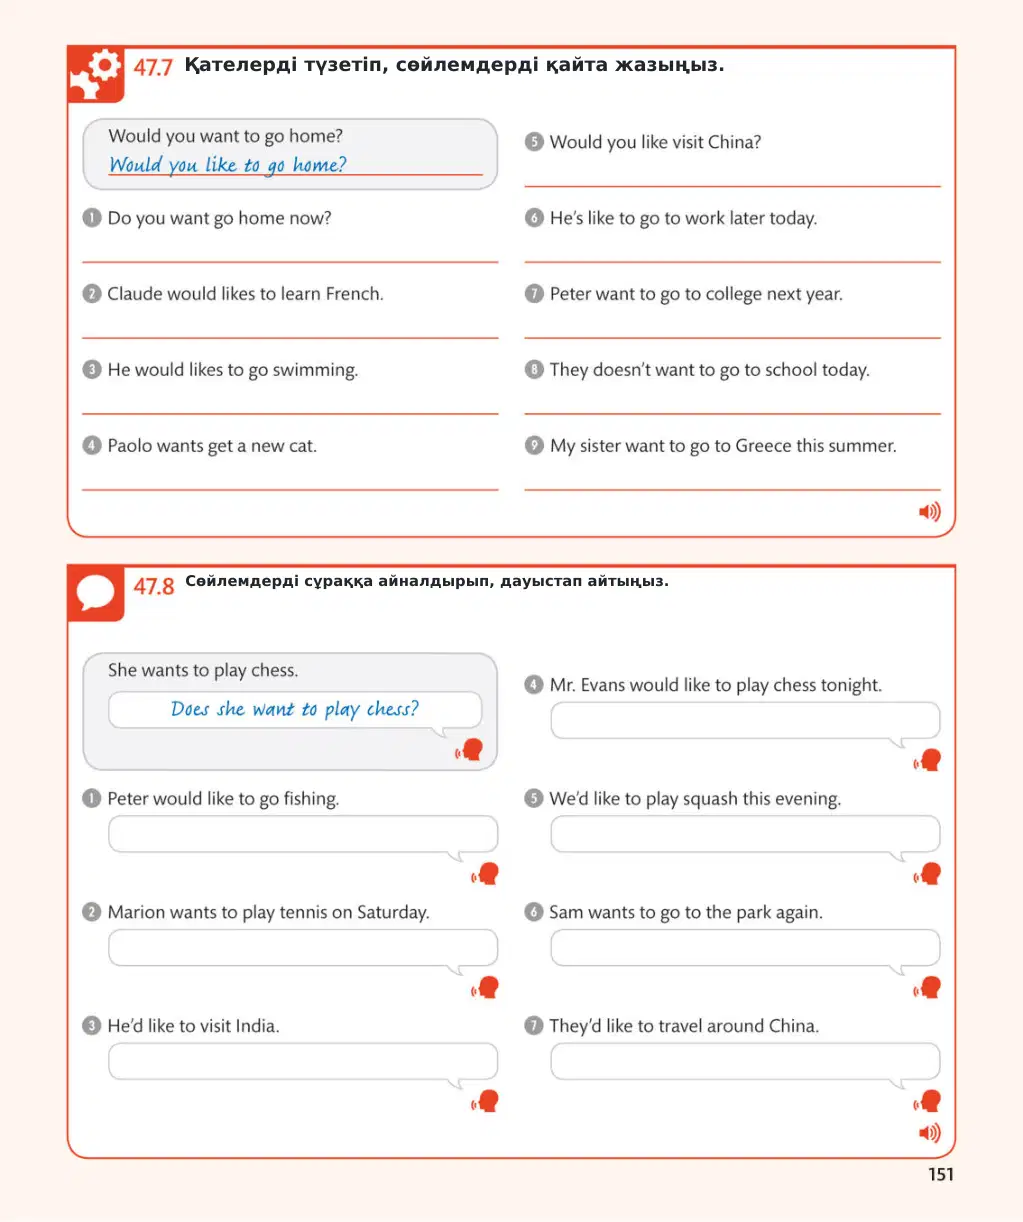 47.7 Қателерді түзетіп, сөйлемдерді қайта жазыңыз.
Would you want to go home?
Would you like to go home?
1 Do you want go home now?
2 Claude would likes to learn French.
3 He would likes to go swimming.
4 Paolo wants get a new cat.
5 Would you like visit China?
6 He's like to go to work later today.
7 Peter want to go to college next year.
8 They doesn't want to go to school today.
9 My sister want to go to Greece this summer.
47.8 Сөйлемдерді сұраққа айналдырып, дауыстап айтыңыз.
She wants to play chess.
Does she want to play chess?
1 Peter would like to go fishing.
2 Marion wants to play tennis on Saturday.
3 He'd like to visit India.
4 Mr. Evans would like to play chess tonight.
5 We'd like to play squash this evening.
6 Sam wants to go to the park again.
7 They'd like to travel around China.
151